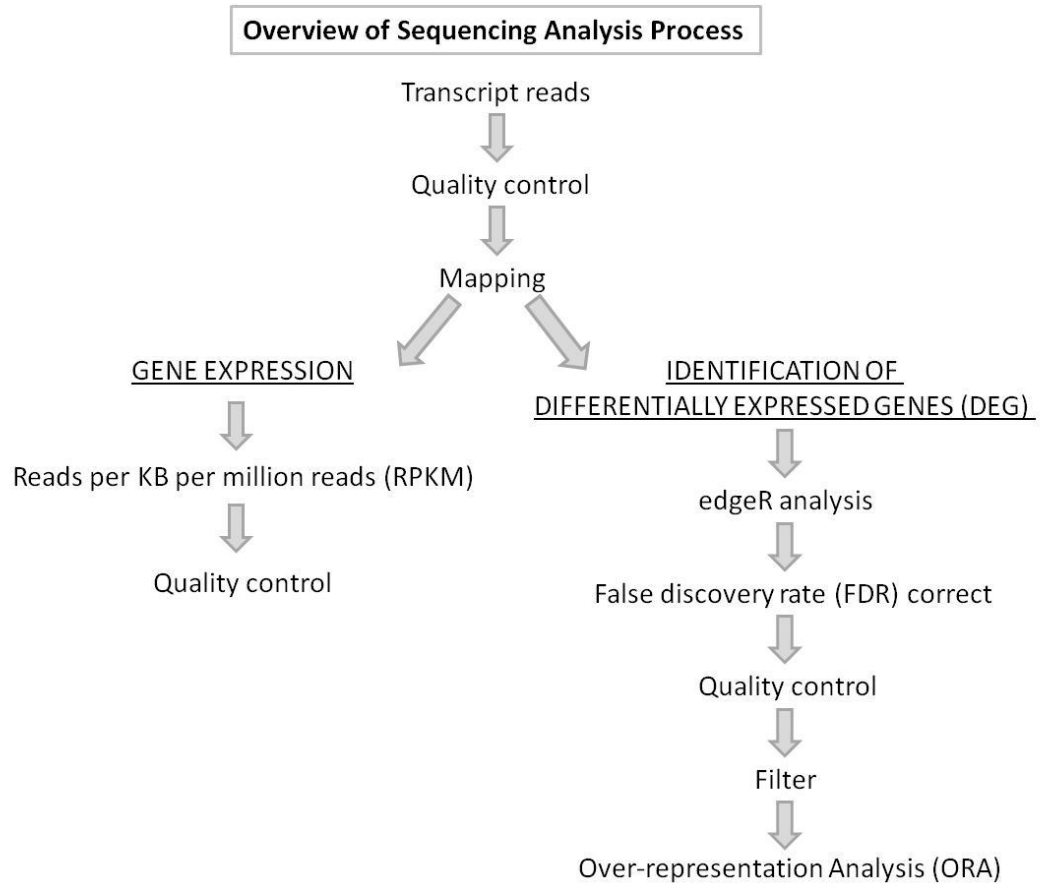 Overview of Sequencing Analysis Process
Transcript reads
Quality control
Mapping
GENE EXPRESSION
Reads per KB per million reads (RPKM)
Quality control
IDENTIFICATION OF
DIFFERENTIALLY EXPRESSED GENES (DEG)
edgeR analysis
False discovery rate (FDR) correct
Quality control
Filter
Over-representation Analysis (ORA)